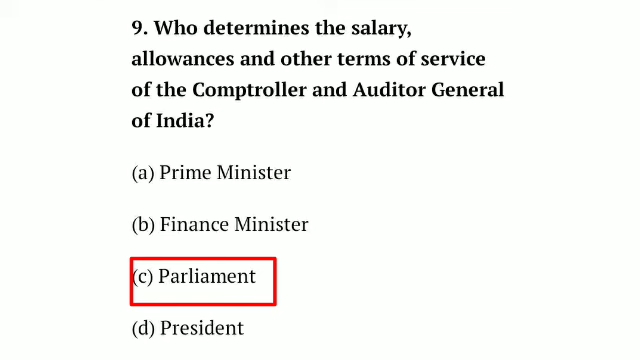 9. Who determines the salary,
allowances and other terms of service
of the Comptroller and Auditor General
of India?
(a) Prime Minister
(b) Finance Minister
(c) Parliament
(d) President